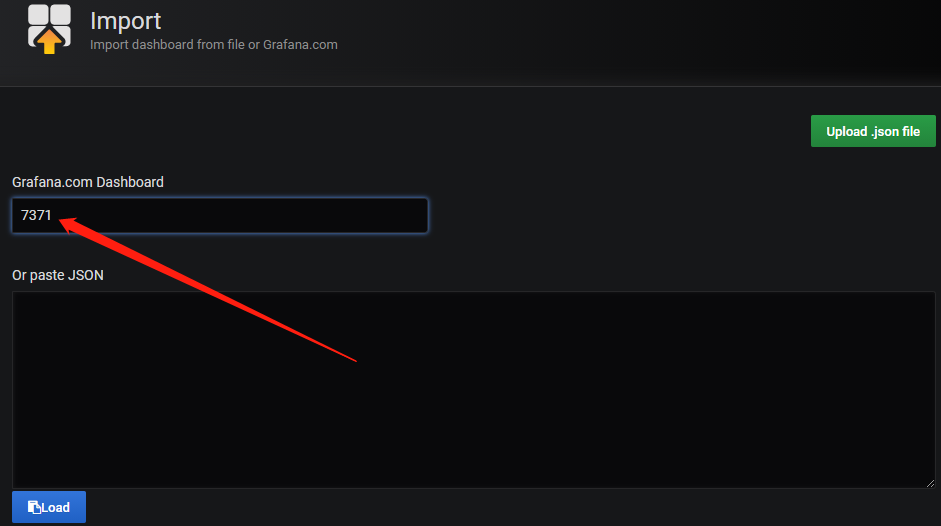 Import
Import dashboard from file or Grafana.com
Upload .json file
Grafana.com Dashboard
7371
Or paste JSON
Load